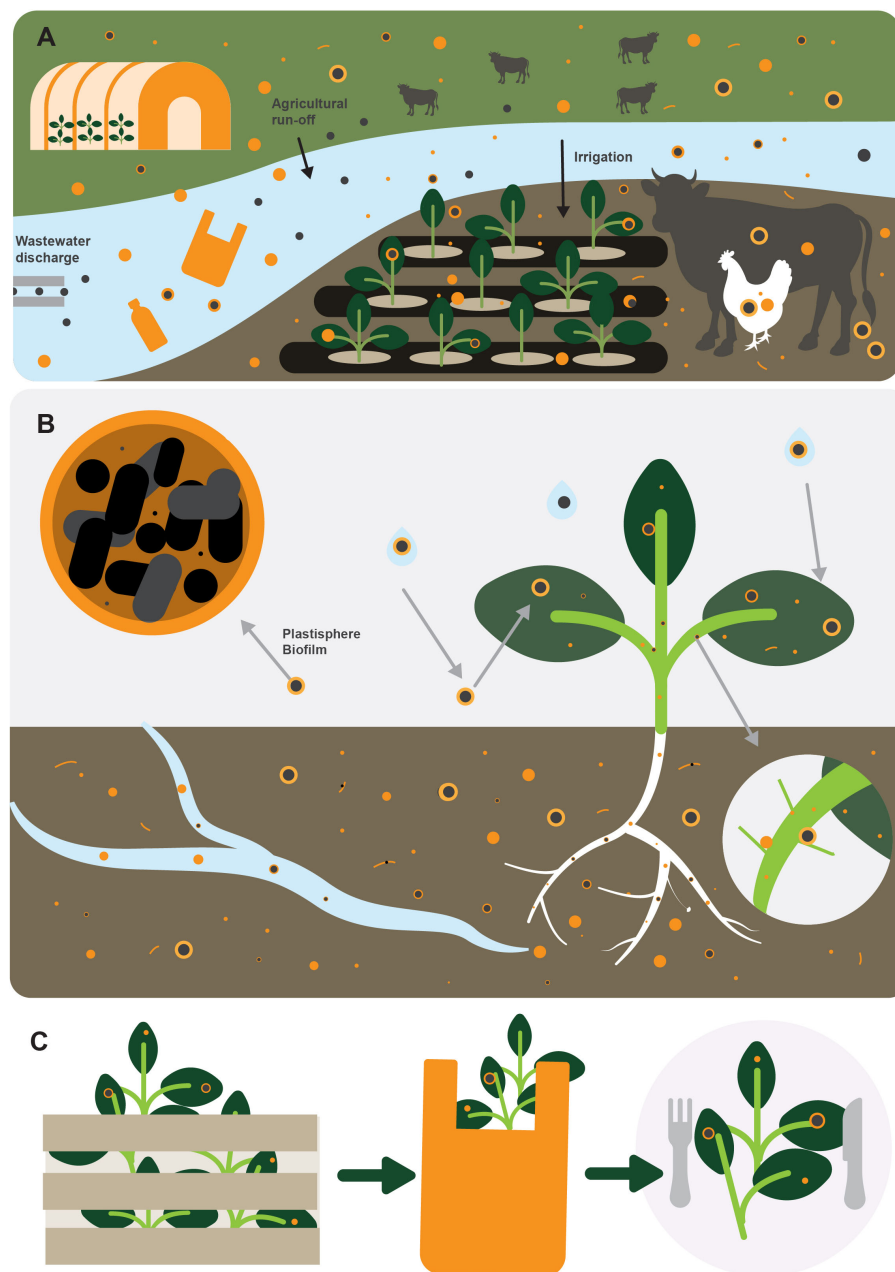 A
Agricultural
run-off
Irrigation
Wastewater
discharge
B
Plastisphere
Biofilm
C